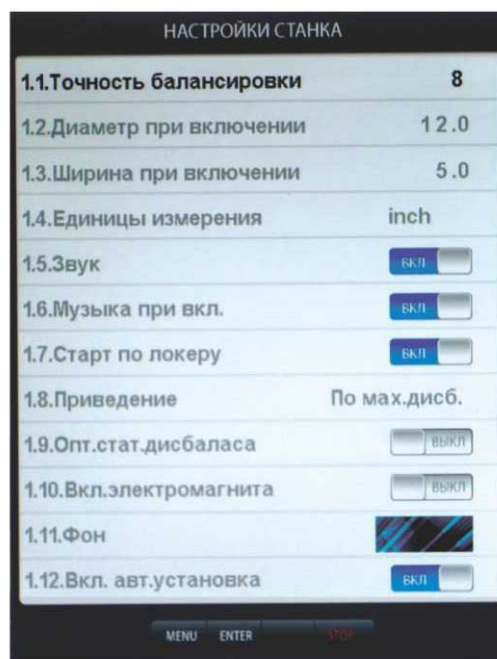 НАСТРОЙКИ СТАНКА
1.1.Точность балансировки 8
1.2.Диаметр при включении 12.0
1.3.Ширина при включении 5.0
1.4.Единицы измерения inch
1.5.Звук ВКЛ
1.6.Музыка при вкл. ВКЛ
1.7.Старт по локеру ВКЛ
1.8.Приведение По мах.дисб.
1.9.Опт.стат.дисбаласа ВЫКЛ
1.10.Вкл.электромагнита ВЫКЛ
1.11.Фон
1.12.Вкл. авт.установка ВКЛ
MENU ENTER STOP